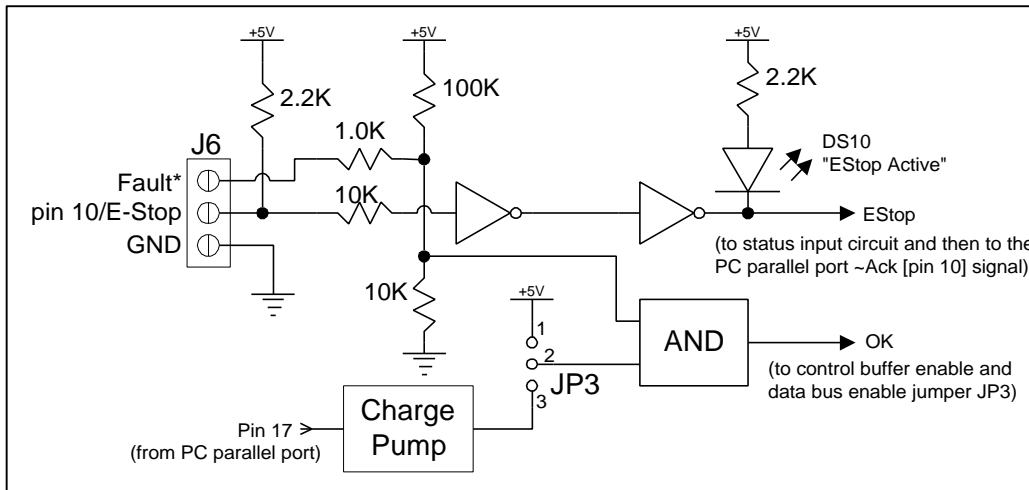 +5V
+5V
+5V
2.2K
100K
2.2K
J6
1.0K
DS10
"EStop Active"
Fault*
10K
pin 10/E-Stop
EStop
GND
(to status input circuit and then to the
PC parallel port ~Ack [pin 10] signal)
10K
+5V
1
2
3
JP3
AND
OK
(to control buffer enable and
data bus enable jumper JP3)
Charge
Pump
Pin 17
(from PC parallel port)